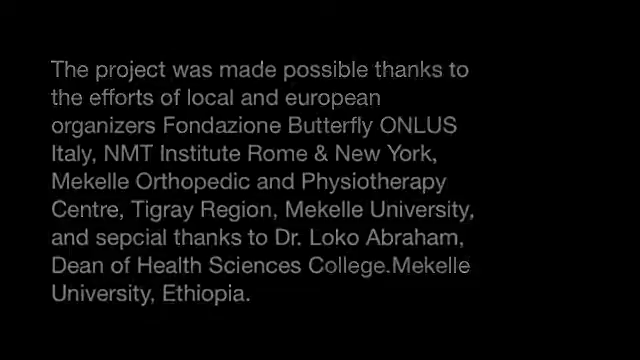 The project was made possible thanks to
the efforts of local and european
organizers Fondazione Butterfly ONLUS
Italy, NMT Institute Rome & New York,
Mekelle Orthopedic and Physiotherapy
Centre, Tigray Region, Mekelle University,
and sepcial thanks to Dr. Loko Abraham,
Dean of Health Sciences College.Mekelle
University, Ethiopia.